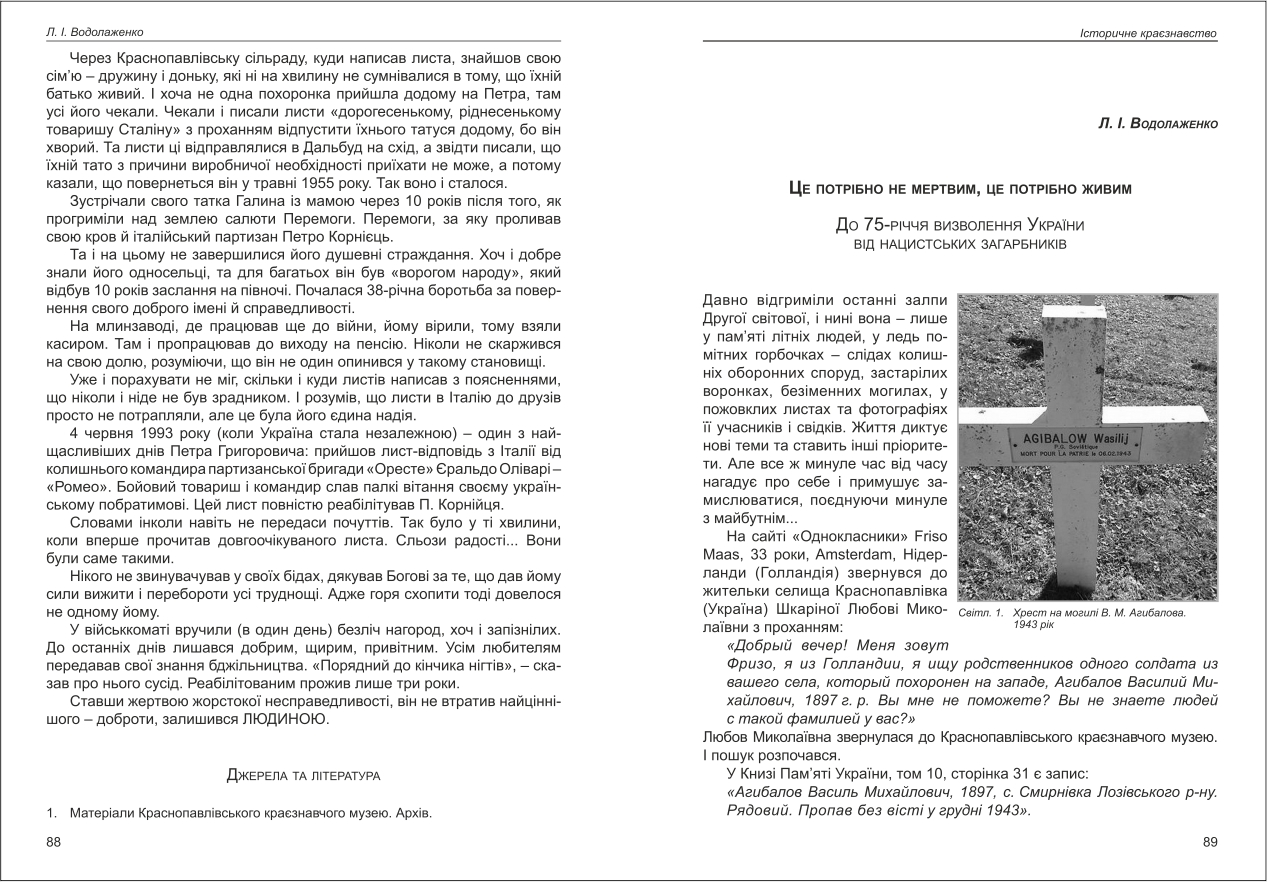 Л. І. Водолаженко
Через Краснопавлівську сільраду, куди написав листа, знайшов свою
сім’ю – дружину і доньку, які ні на хвилину не сумнівалися в тому, що їхній
батько живий. І хоча не одна похоронка прийшла додому на Петра, там
усі його чекали. Чекали і писали листи «дорогесенькому, ріднесенькому
товаришу Сталіну» з проханням відпустити їхнього татуся додому, бо він
хворий. Та листи ці відправлялися в Дальбуд на схід, а звідти писали, що
їхній тато з причини виробничої необхідності приїхати не може, а потому
казали, що повернеться він у травні 1955 року. Так воно і сталося.
Зустрічали свого татка Галина із мамою через 10 років після того, як
прогриміли над землею салюти Перемоги. Перемоги, за яку проливав
свою кров й італійський партизан Петро Корнієць.
Та і на цьому не завершилися його душевні страждання. Хоч і добре
знали його односельці, та для багатьох він був «ворогом народу», який
відбув 10 років заслання на півночі. Почалася 38-річна боротьба за повер-
нення свого доброго імені й справедливості.
На млинзаводі, де працював ще до війни, йому вірили, тому взяли
касиром. Там і пропрацював до виходу на пенсію. Ніколи не скаржився
на свою долю, розуміючи, що він не один опинився у такому становищі.
Уже і порахувати не міг, скільки і куди листів написав з поясненнями,
що ніколи і ніде не був зрадником. І розумів, що листи в Італію до друзів
просто не потрапляли, але це була його єдина надія.
4 червня 1993 року (коли Україна стала незалежною) – один з най-
щасливіших днів Петра Григоровича: прийшов лист-відповідь з Італії від
колишнього командира партизанської бригади «Оресте» Єральдо Оліварі –
«Ромео». Бойовий товариш і командир слав палкі вітання своєму україн-
ському побратимові. Цей лист повністю реабілітував П. Корнійця.
Словами інколи навіть не передаси почуттів. Так було у ті хвилини,
коли вперше прочитав довгоочікуваного листа. Сльози радості... Вони
були саме такими.
Нікого не звинувачував у своїх бідах, дякував Богові за те, що дав йому
сили вижити і перебороти усі труднощі. Адже горя схопити тоді довелося
не одному йому.
У військкоматі вручили (в один день) безліч нагород, хоч і запізнілих.
До останніх днів лишався добрим, щирим, привітним. Усім любителям
передавав свої знання бджільництва. «Порядний до кінчика нігтів», – ска-
зав про нього сусід. Реабілітованим прожив лише три роки.
Ставши жертвою жорстокої несправедливості, він не втратив найцінні-
шого – доброти, залишився ЛЮДИНОЮ.
Джерела та література
1. Матеріали Краснопавлівського краєзнавчого музею. Архів.
88
Історичне краєзнавство
Л. І. Водолаженко
Це потрібно не мертвим, це потрібно живим
До 75-річчя визволення України
від нацистських загарбників
Давно відгриміли останні залпи
Другої світової, і нині вона – лише
у пам’яті літніх людей, у ледь по-
мітних горбочках – слідах колиш-
ніх оборонних споруд, застарілих
воронках, безіменних могилах, у
пожовклих листах та фотографіях
її учасників і свідків. Життя диктує
нові теми та ставить інші пріорите-
ти. Але все ж минуле час від часу
нагадує про себе і примушує за-
мислюватися, поєднуючи минуле
з майбутнім...
На сайті «Однокласники» Friso
Maas, 33 роки, Amsterdam, Нідер-
ланди (Голландія) звернувся до
жительки селища Краснопавлівка
(Україна) Шкаріної Любові Мико-
лаївни з проханням:
AGIBALOW Wasilij
P.G. Soviétique
MORT POUR LA PATRIE le 06.02.1943
Світл. 1. Хрест на могилі В. М. Агибалова.
1943 рік
«Добрый вечер! Меня зовут
Фризо, я из Голландии, я ищу родственников одного солдата из
вашего села, который похоронен на западе, Агибалов Василий Ми-
хайлович, 1897 г. р. Вы мне не поможете? Вы не знаете людей
с такой фамилией у вас?»
Любов Миколаївна звернулася до Краснопавлівського краєзнавчого музею.
І пошук розпочався.
У Книзі Пам’яті України, том 10, сторінка 31 є запис:
«Агибалов Василь Михайлович, 1897, с. Смирнівка Лозівського р-ну.
Рядовий. Пропав без вісті у грудні 1943».
89